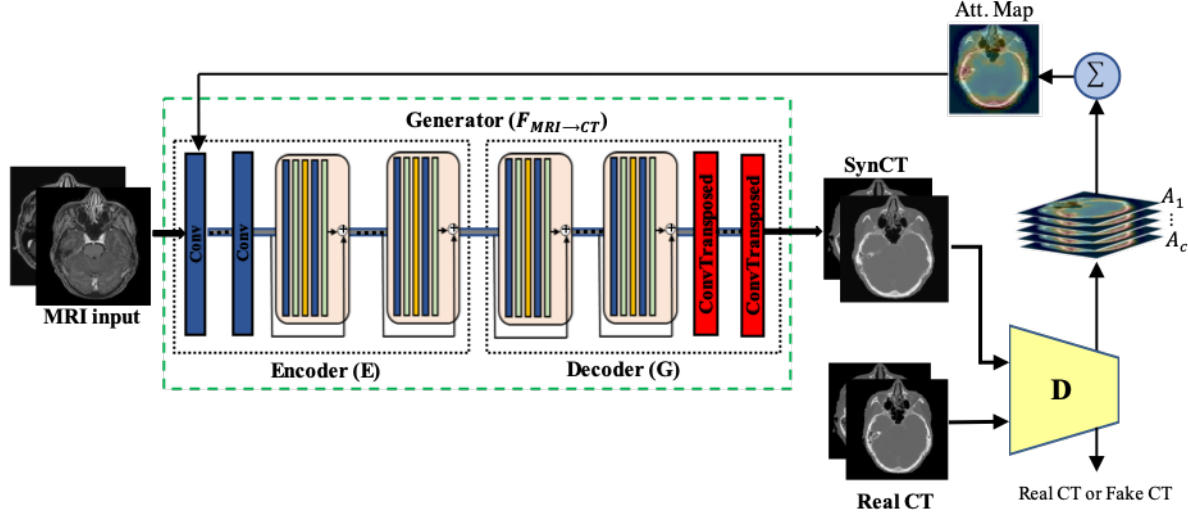 Att. Map
∑
Generator (F_{MRI→CT})
Conv
Conv
ConvTransposed
ConvTransposed
SynCT
A_1
⋮
A_c
MRI input
Encoder (E)
Decoder (G)
D
Real CT
Real CT or Fake CT